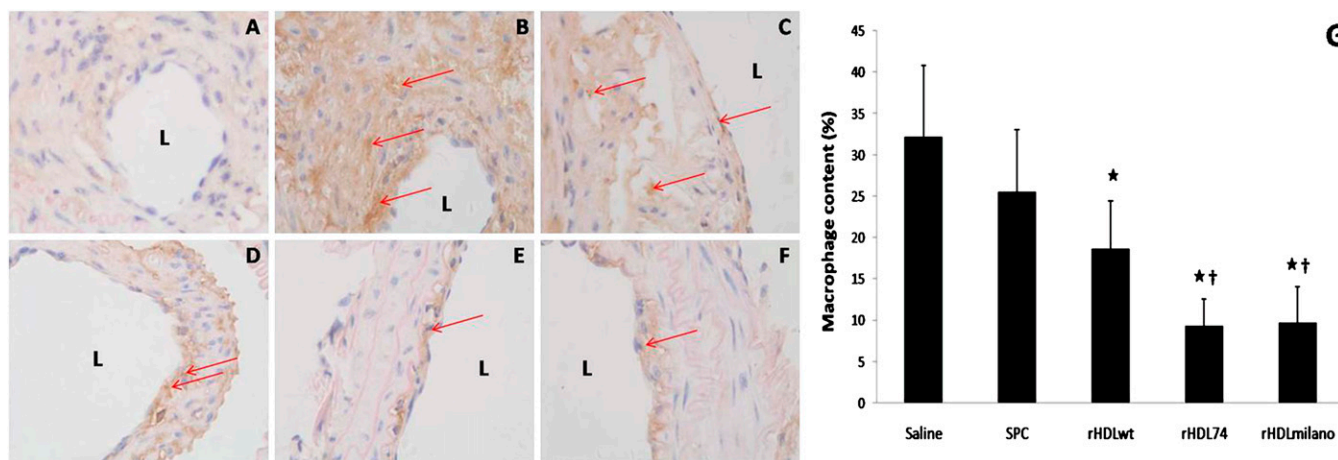 A
L
B
L
C
L
D
L
E
L
F
L
G
Macrophage content (%)
45
40
35
30
25
20
15
10
5
0
★
★†
★†
Saline SPC rHDLwt rHDL74 rHDLmilano